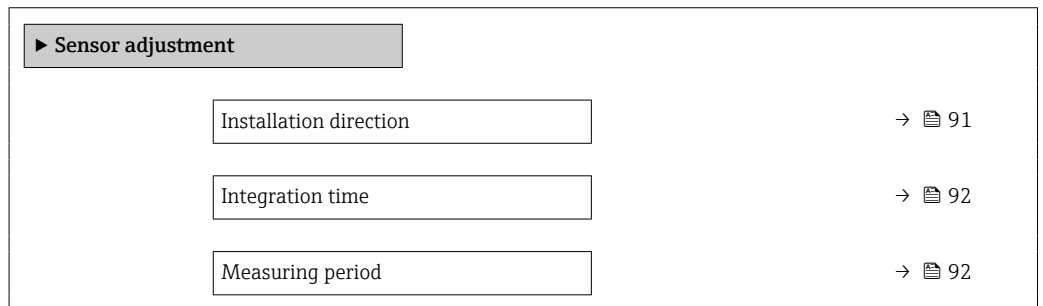 ▶ Sensor adjustment
Installation direction → 91
Integration time → 92
Measuring period → 92